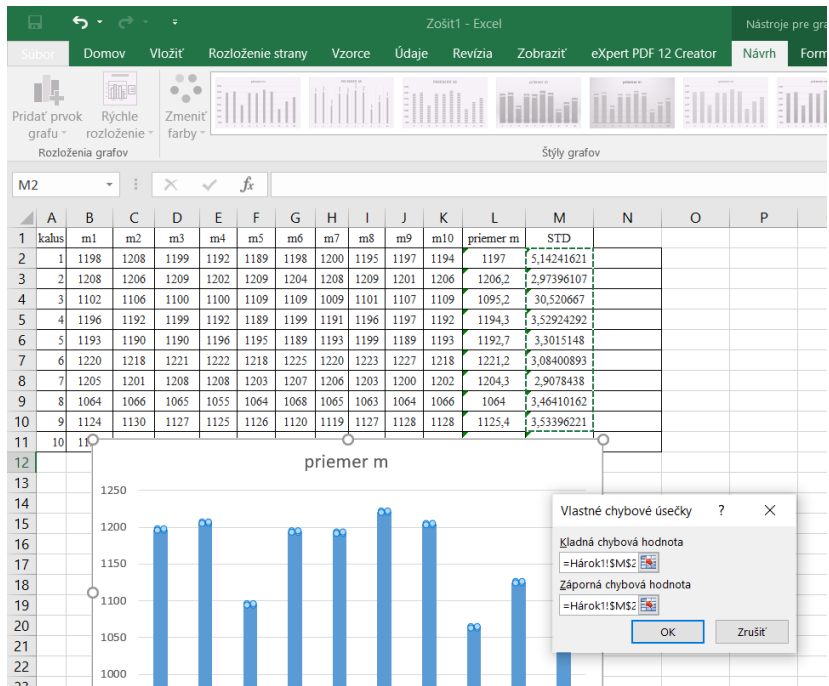 Zošit1 - Excel
Nástroje pre gra
Súbor Domov Vložiť Rozloženie strany Vzorce Údaje Revízia Zobraziť eXpert PDF 12 Creator Návrh Form
Pridať prvok grafu
Rýchle rozloženie
Zmeniť farby
Rozloženia grafov
Štýly grafov
M2
fx
A B C D E F G H I J K L M N O P
1 kalus m1 m2 m3 m4 m5 m6 m7 m8 m9 m10 priemer m STD
2 1 1198 1208 1199 1192 1189 1198 1200 1195 1197 1194 1197 5,14241621
3 2 1208 1206 1209 1202 1209 1204 1208 1209 1201 1206 1206,2 2,97396107
4 3 1102 1106 1100 1100 1109 1109 1009 1101 1107 1109 1095,2 30,520667
5 4 1196 1192 1199 1192 1189 1199 1191 1196 1197 1192 1194,3 3,52924292
6 5 1193 1190 1190 1196 1195 1189 1193 1199 1189 1193 1192,7 3,3015148
7 6 1220 1218 1221 1222 1218 1225 1220 1223 1227 1218 1221,2 3,08400893
8 7 1205 1201 1208 1208 1203 1207 1206 1203 1200 1202 1204,3 2,9078438
9 8 1064 1066 1065 1055 1064 1068 1065 1063 1064 1066 1064 3,46410162
10 9 1124 1130 1127 1125 1126 1120 1119 1127 1128 1128 1125,4 3,53396221
11 10 11
12
13
14
15
16
17
18
19
20
21
22
23
priemer m
1250
1200
1150
1100
1050
1000
Vlastné chybové úsečky ?
Kladná chybová hodnota
=Hárok1!$M$2
Záporná chybová hodnota
=Hárok1!$M$2
OK Zrušiť